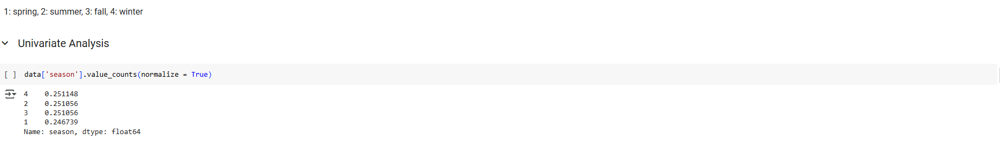 1: spring, 2: summer, 3: fall, 4: winter
Univariate Analysis
[ ] data['season'].value_counts(normalize = True)
4    0.251148
2    0.251056
3    0.251056
1    0.246739
Name: season, dtype: float64